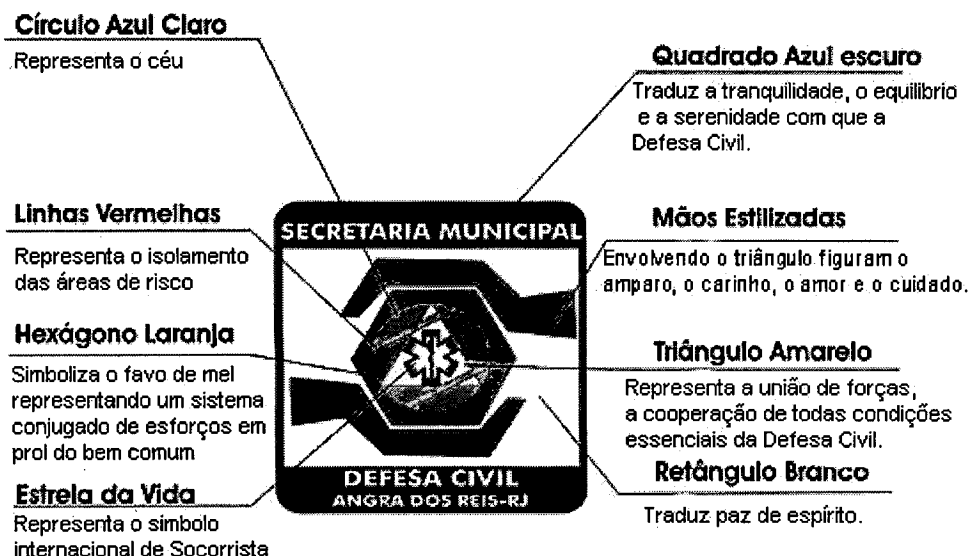 Círculo Azul Claro
Representa o céu
Quadrado Azul escuro
Traduz a tranquilidade, o equilibrio
e a serenidade com que a
Defesa Civil.
Linhas Vermelhas
Representa o isolamento
das áreas de risco
SECRETARIA MUNICIPAL
Mãos Estilizadas
Envolvendo o triângulo figuram o
amparo, o carinho, o amor e o cuidado.
Hexágono Laranja
Simboliza o favo de mel
representando um sistema
conjugado de esforços em
prol do bem comum
Triângulo Amarelo
Representa a união de forças,
a cooperação de todas condições
essenciais da Defesa Civil.
Estrela da Vida
Representa o simbolo
internacional de Socorrista
DEFESA CIVIL
ANGRA DOS REIS-RJ
Retângulo Branco
Traduz paz de espírito.